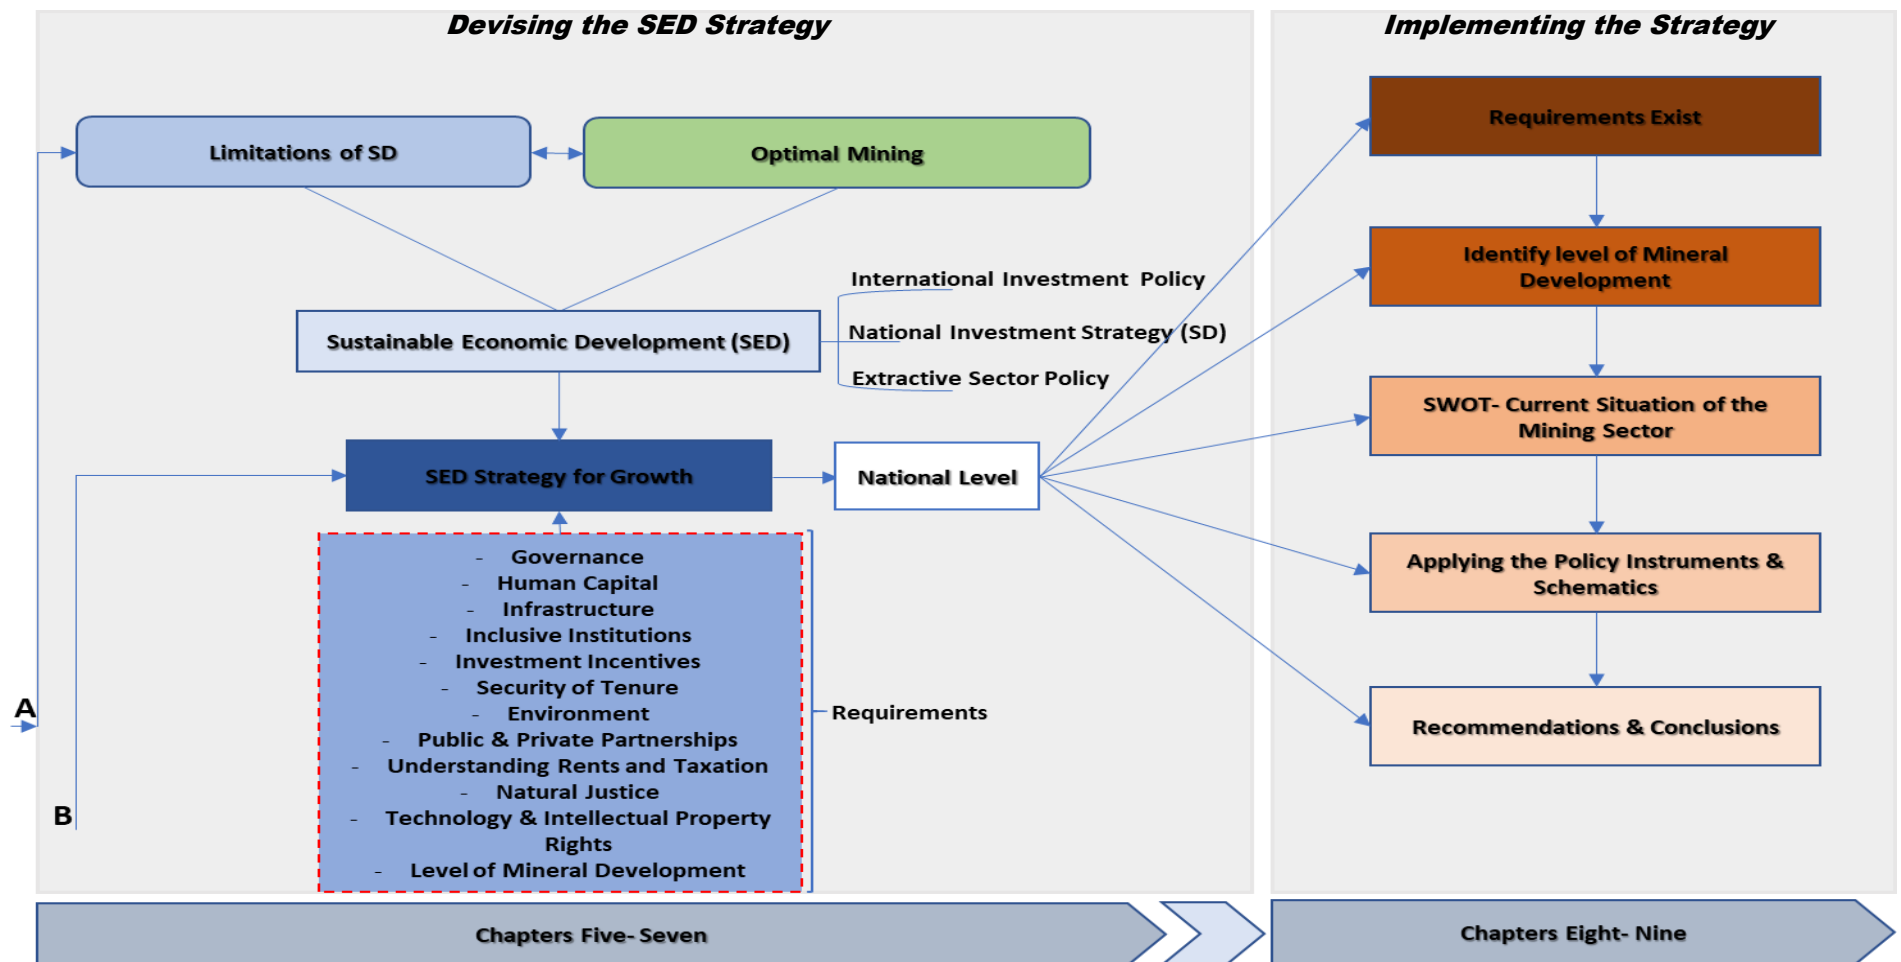 Devising the SED Strategy
Implementing the Strategy
Limitations of SD
Optimal Mining
International Investment Policy
Sustainable Economic Development (SED)
National Investment Strategy (SD)
Extractive Sector Policy
SED Strategy for Growth
National Level
- Governance
- Human Capital
- Infrastructure
- Inclusive Institutions
- Investment Incentives
- Security of Tenure
- Environment
- Public & Private Partnerships
- Understanding Rents and Taxation
- Natural Justice
- Technology & Intellectual Property
Rights
- Level of Mineral Development
Requirements
A
B
Requirements Exist
Identify level of Mineral
Development
SWOT- Current Situation of the
Mining Sector
Applying the Policy Instruments &
Schematics
Recommendations & Conclusions
Chapters Five- Seven
Chapters Eight- Nine